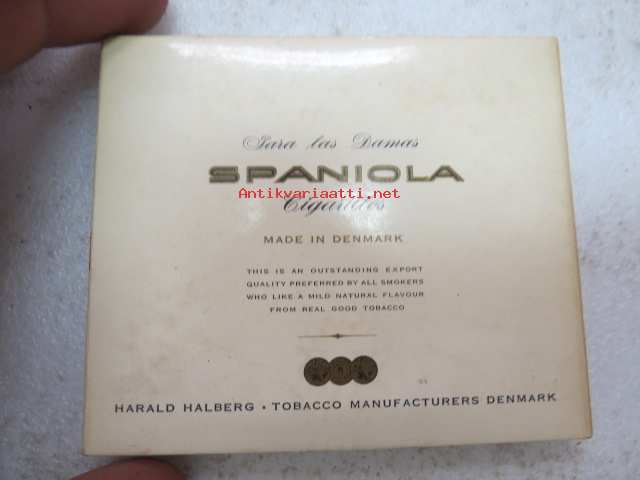 Para las Damas
SPANIOLA
Antikvariaatti.net
Cigarillos
MADE IN DENMARK
THIS IS AN OUTSTANDING EXPORT
QUALITY PREFERRED BY ALL SMOKERS
WHO LIKE A MILD NATURAL FLAVOUR
FROM REAL GOOD TOBACCO
HARALD HALBERG · TOBACCO MANUFACTURERS DENMARK